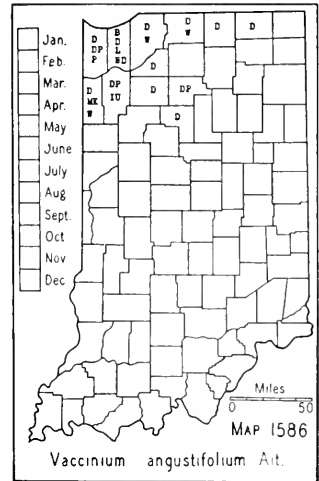 Jan.
Feb.
Mar.
Apr.
May
June
July
Aug
Sept.
Oct
Nov
Dec
D
DP
P
B
D
L
ED
D
W
D
W
D
D
D
D
MK
W
DP
IU
D
DP
D
Miles
0 50
MAP 1586
Vaccinium angustifolium Ait.